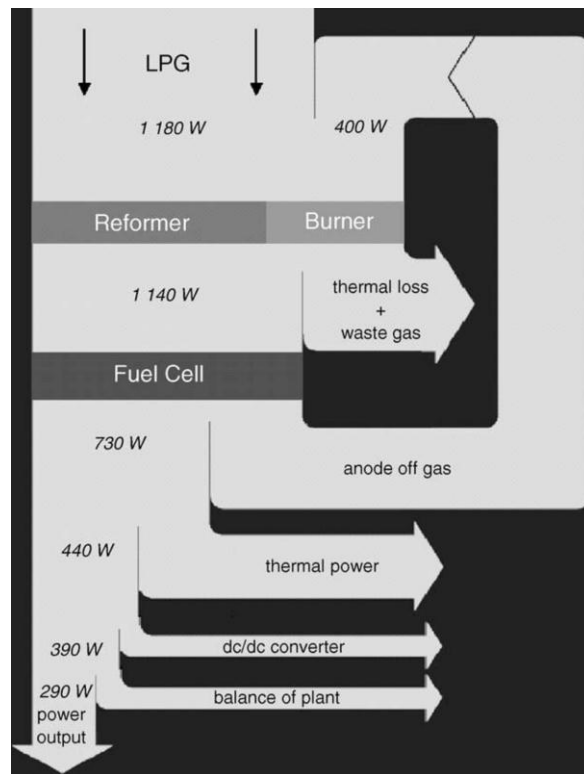 LPG
1 180 W
400 W
Reformer
Burner
1 140 W
thermal loss
+
waste gas
Fuel Cell
730 W
anode off gas
440 W
thermal power
390 W
dc/dc converter
290 W
balance of plant
power
output